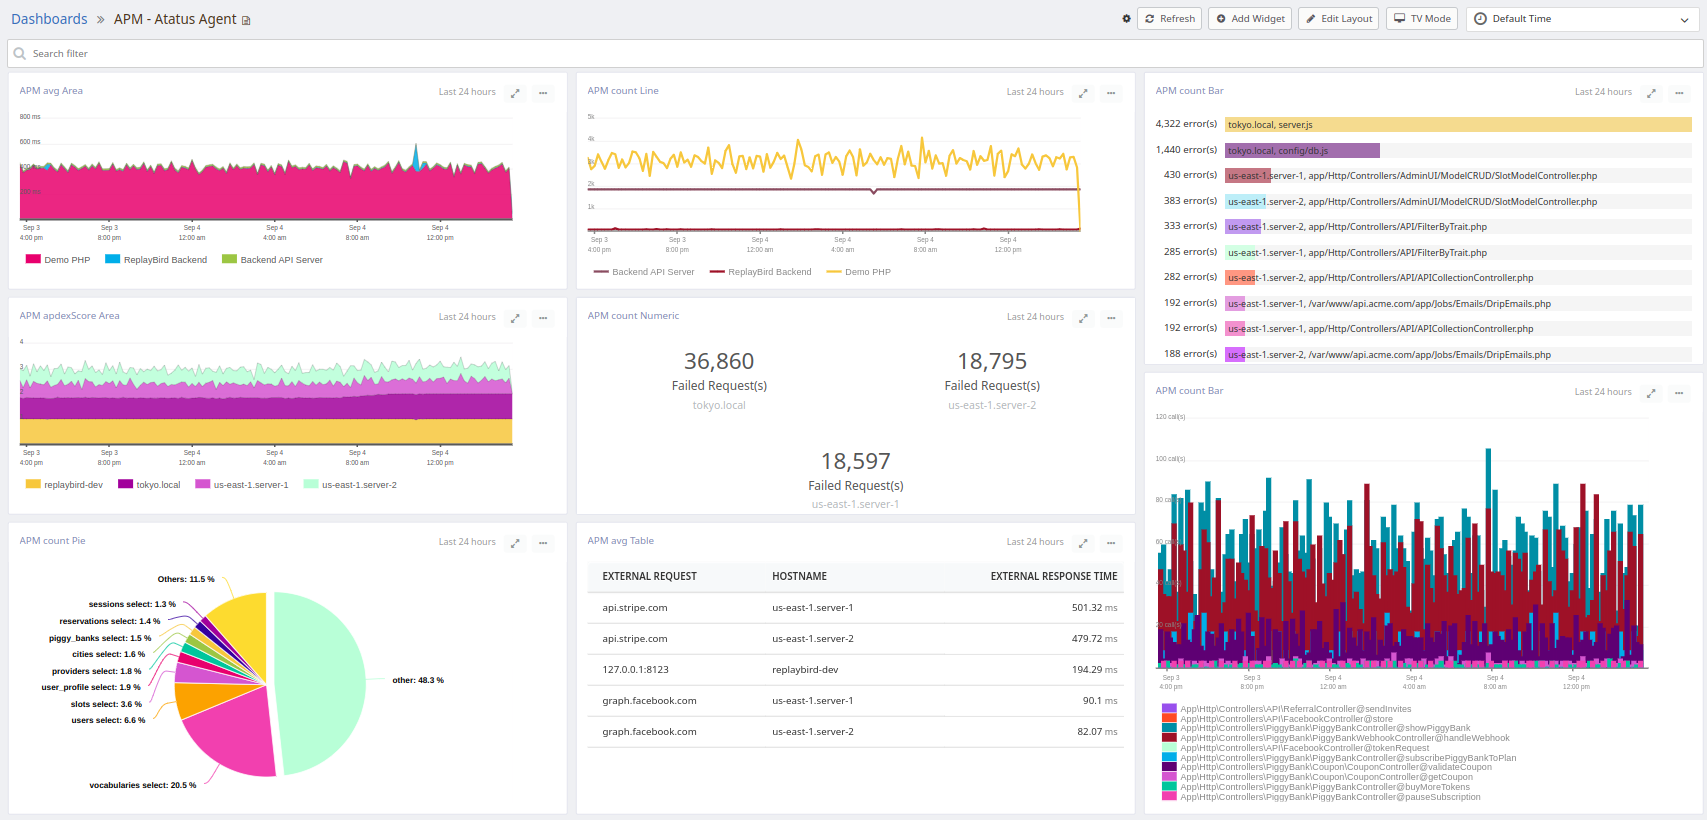 Dashboards » APM - Atatus Agent
Refresh
Add Widget
Edit Layout
TV Mode
Default Time
Search filter
APM avg Area
Last 24 hours
800 ms
600 ms
400 ms
Sep 3 Sep 3 Sep 4 Sep 4 Sep 4 Sep 4
4:00 pm 8:00 pm 12:00 am 4:00 am 8:00 am 12:00 pm
Demo PHP ReplayBird Backend Backend API Server
APM count Line
Last 24 hours
5k
4k
3k
2k
1k
Sep 3 Sep 3 Sep 4 Sep 4 Sep 4 Sep 4
4:00 pm 8:00 pm 12:00 am 4:00 am 8:00 am 12:00 pm
Backend API Server ReplayBird Backend Demo PHP
APM count Bar
Last 24 hours
4,322 error(s) tokyo.local, server.js
1,440 error(s) tokyo.local, config/db.js
430 error(s) us-east-1.server-1, app/Http/Controllers/AdminUI/ModelCRUD/SlotModelController.php
383 error(s) us-east-1.server-2, app/Http/Controllers/AdminUI/ModelCRUD/SlotModelController.php
333 error(s) us-east-1.server-2, app/Http/Controllers/API/FilterByTrait.php
285 error(s) us-east-1.server-1, app/Http/Controllers/API/FilterByTrait.php
282 error(s) us-east-1.server-2, app/Http/Controllers/API/APICollectionController.php
192 error(s) us-east-1.server-1, /var/www/api.acme.com/app/Jobs/Emails/DripEmails.php
192 error(s) us-east-1.server-1, app/Http/Controllers/API/APICollectionController.php
188 error(s) us-east-1.server-2, /var/www/api.acme.com/app/Jobs/Emails/DripEmails.php
APM apdexScore Area
Last 24 hours
4
3
2
Sep 3 Sep 3 Sep 4 Sep 4 Sep 4 Sep 4
4:00 pm 8:00 pm 12:00 am 4:00 am 8:00 am 12:00 pm
replaybird-dev tokyo.local us-east-1.server-1 us-east-1.server-2
APM count Numeric
Last 24 hours
36,860
Failed Request(s)
tokyo.local
18,795
Failed Request(s)
us-east-1.server-2
18,597
Failed Request(s)
us-east-1.server-1
APM count Bar
Last 24 hours
120 call(s)
100 call(s)
80 call(s)
60 call(s)
20 call(s)
Sep 3 Sep 3 Sep 4 Sep 4 Sep 4 Sep 4
4:00 pm 8:00 pm 12:00 am 4:00 am 8:00 am 12:00 pm
App\Http\Controllers\API\ReferralController@sendInvites
App\Http\Controllers\API\FacebookController@store
App\Http\Controllers\PiggyBank\PiggyBankController@showPiggyBank
App\Http\Controllers\PiggyBank\PiggyBankWebhookController@handleWebhook
App\Http\Controllers\API\FacebookController@tokenRequest
App\Http\Controllers\PiggyBank\PiggyBankController@subscribePiggyBankToPlan
App\Http\Controllers\PiggyBank\Coupon\CouponController@validateCoupon
App\Http\Controllers\PiggyBank\Coupon\CouponController@getCoupon
App\Http\Controllers\PiggyBank\PiggyBankController@buyMoreTokens
App\Http\Controllers\PiggyBank\PiggyBankController@pauseSubscription
APM count Pie
Last 24 hours
Others: 11.5 %
sessions select: 1.3 %
reservations select: 1.4 %
piggy_banks select: 1.5 %
cities select: 1.6 %
providers select: 1.8 %
user_profile select: 1.9 %
slots select: 3.6 %
users select: 6.6 %
vocabularies select: 20.5 %
other: 48.3 %
APM avg Table
Last 24 hours
EXTERNAL REQUEST HOSTNAME EXTERNAL RESPONSE TIME
api.stripe.com us-east-1.server-1 501.32 ms
api.stripe.com us-east-1.server-2 479.72 ms
127.0.0.1:8123 replaybird-dev 194.29 ms
graph.facebook.com us-east-1.server-1 90.1 ms
graph.facebook.com us-east-1.server-2 82.07 ms